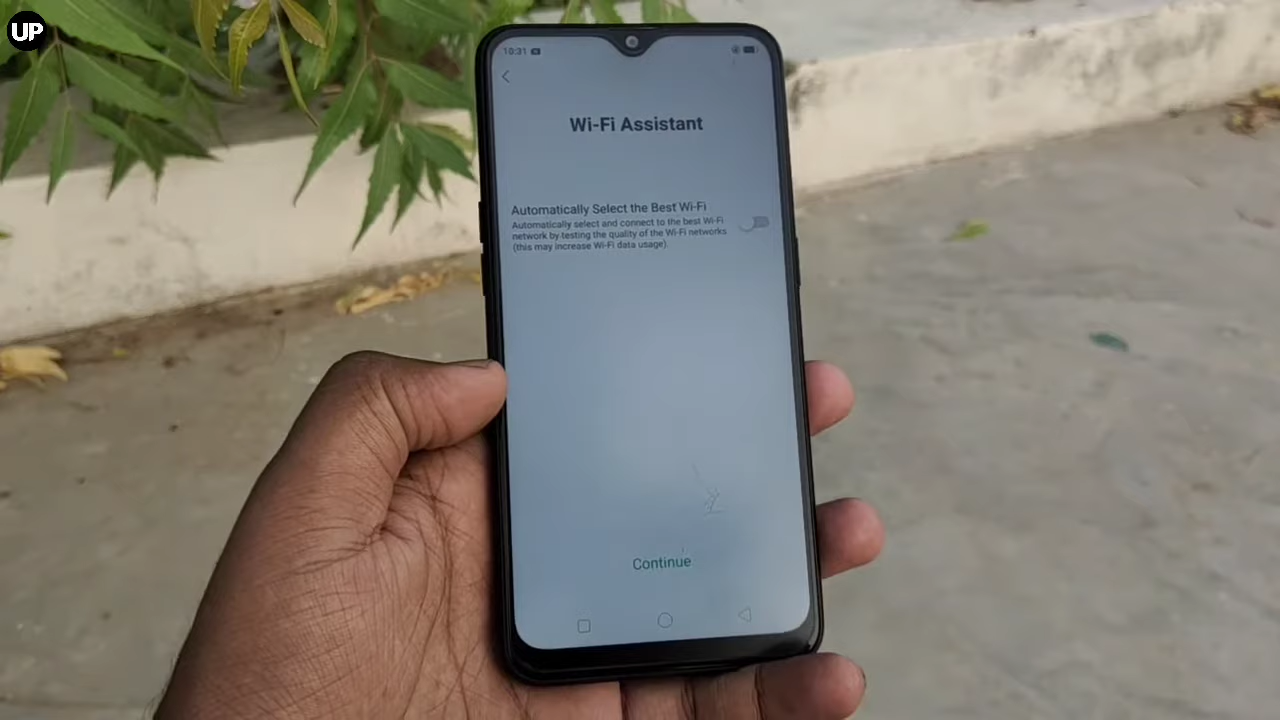 UP
10:31
Wi-Fi Assistant
Automatically Select the Best Wi-Fi
Automatically select and connect to the best Wi-Fi
network by testing the quality of the Wi-Fi networks
(this may increase Wi-Fi data usage).
Continue